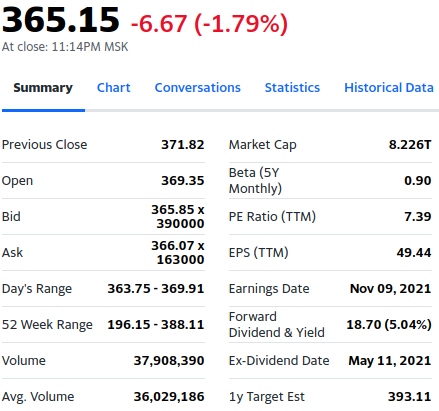 365.15 -6.67 (-1.79%)
At close: 11:14PM MSK
Summary Chart Conversations Statistics Historical Data
Previous Close 371.82
Open 369.35
Bid 365.85 x 390000
Ask 366.07 x 163000
Day's Range 363.75 - 369.91
52 Week Range 196.15 - 388.11
Volume 37,908,390
Avg. Volume 36,029,186
Market Cap 8.226T
Beta (5Y Monthly) 0.90
PE Ratio (TTM) 7.39
EPS (TTM) 49.44
Earnings Date Nov 09, 2021
Forward Dividend & Yield 18.70 (5.04%)
Ex-Dividend Date May 11, 2021
1y Target Est 393.11